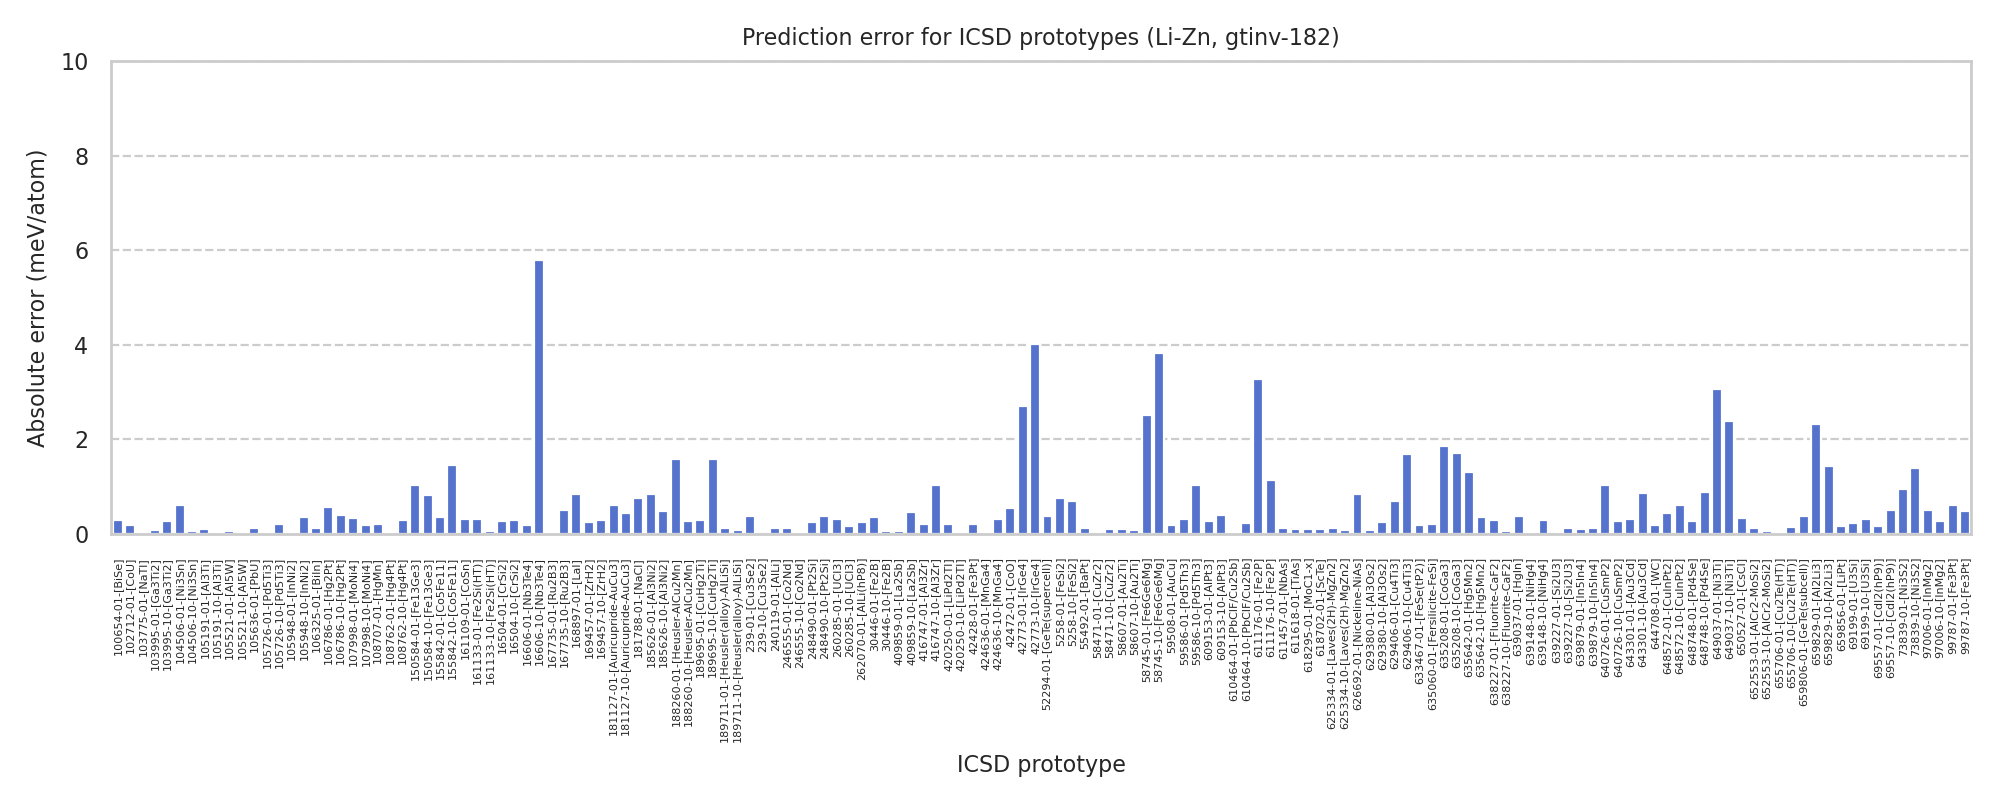 Prediction error for ICSD prototypes (Li-Zn, gtinv-182)
Absolute error (meV/atom)
10
8
6
4
2
0
100654-01-[BiSe]
102712-01-[CoU]
103775-01-[NaTl]
103995-01-[Ga3Ti2]
103995-10-[Ga3Ti2]
104506-01-[Ni3Sn]
104506-10-[Ni3Sn]
105191-01-[Al3Ti]
105191-10-[Al3Ti]
105521-01-[Al5W]
105521-10-[Al5W]
105636-01-[PbU]
105726-01-[Pd5Ti3]
105726-10-[Pd5Ti3]
105948-01-[InNi2]
105948-10-[InNi2]
106325-01-[BiIn]
106786-01-[Hg2Pt]
106786-10-[Hg2Pt]
107998-01-[MoNi4]
107998-10-[MoNi4]
108707-01-[HgMn]
108762-01-[Hg4Pt]
108762-10-[Hg4Pt]
150584-01-[Fe13Ge3]
150584-10-[Fe13Ge3]
155842-01-[Co5Fe11]
155842-10-[Co5Fe11]
161109-01-[CoSn]
161133-01-[Fe2Si(HT)]
161133-10-[Fe2Si(HT)]
16504-01-[CrSi2]
16504-10-[CrSi2]
16606-01-[Nb3Te4]
16606-10-[Nb3Te4]
167735-01-[Ru2B3]
167735-10-[Ru2B3]
168897-01-[LaI]
169457-01-[ZrH2]
169457-10-[ZrH2]
181127-01-[Auricupride-AuCu3]
181127-10-[Auricupride-AuCu3]
181788-01-[NaCl]
185626-01-[Al3Ni2]
185626-10-[Al3Ni2]
188260-01-[Heusler-AlCu2Mn]
188260-10-[Heusler-AlCu2Mn]
189695-01-[CuHg2Ti]
189695-10-[CuHg2Ti]
189711-01-[Heusler(alloy)-AlLiSi]
189711-10-[Heusler(alloy)-AlLiSi]
239-01-[Cu3Se2]
239-10-[Cu3Se2]
240119-01-[AlLi]
246555-01-[Co2Nd]
246555-10-[Co2Nd]
248490-01-[Pt2Si]
248490-10-[Pt2Si]
260285-01-[UCl3]
260285-10-[UCl3]
262070-01-[AlLi(hP8)]
30446-01-[Fe2B]
30446-10-[Fe2B]
409859-01-[La2Sb]
409859-10-[La2Sb]
416747-01-[Al3Zr]
416747-10-[Al3Zr]
420250-01-[LiPd2Tl]
420250-10-[LiPd2Tl]
42428-01-[Fe3Pt]
424636-01-[MnGa4]
424636-10-[MnGa4]
42472-01-[CoO]
42773-01-[IrGe4]
42773-10-[IrGe4]
52294-01-[GeTe(supercell)]
5258-01-[FeSi2]
5258-10-[FeSi2]
55492-01-[BaPt]
58471-01-[CuZr2]
58471-10-[CuZr2]
58607-01-[Au2Ti]
58607-10-[Au2Ti]
58745-01-[Fe6Ge6Mg]
58745-10-[Fe6Ge6Mg]
59508-01-[AuCu]
59586-01-[Pd5Th3]
59586-10-[Pd5Th3]
609153-01-[AlPt3]
609153-10-[AlPt3]
610464-01-[PbClF/Cu2Sb]
610464-10-[PbClF/Cu2Sb]
611176-01-[Fe2P]
611176-10-[Fe2P]
611457-01-[NbAs]
611618-01-[TiAs]
618295-01-[MoC1-x]
618702-01-[ScTe]
625334-01-[Laves(2H)-MgZn2]
625334-10-[Laves(2H)-MgZn2]
626692-01-[Nickeline-NiAs]
629380-01-[Al3Os2]
629380-10-[Al3Os2]
629406-01-[Cu4Ti3]
629406-10-[Cu4Ti3]
633467-01-[FeSe(tP2)]
635060-01-[Fersilicite-FeSi]
635208-01-[CoGa3]
635208-10-[CoGa3]
635642-01-[Hg5Mn2]
635642-10-[Hg5Mn2]
638227-01-[Fluorite-CaF2]
638227-10-[Fluorite-CaF2]
639037-01-[HgIn]
639148-01-[NiHg4]
639148-10-[NiHg4]
639227-01-[Si2U3]
639227-10-[Si2U3]
639879-01-[In5In4]
639879-10-[In5In4]
640726-01-[CuSmP2]
640726-10-[CuSmP2]
643301-01-[Au3Cd]
643301-10-[Au3Cd]
644708-01-[WC]
648572-01-[CuInPt2]
648572-10-[CuInPt2]
648748-01-[Pd4Se]
648748-10-[Pd4Se]
649037-01-[Ni3Ti]
649037-10-[Ni3Ti]
650527-01-[CsCl]
652553-01-[AlCr2-MoSi2]
652553-10-[AlCr2-MoSi2]
655706-01-[Cu2Te(HT)]
655706-10-[Cu2Te(HT)]
659806-01-[GeTe(subcell)]
659829-01-[Al2Li3]
659829-10-[Al2Li3]
659856-01-[LiPt]
69199-01-[U3Si]
69199-10-[U3Si]
69557-01-[CdI2(hP9)]
69557-10-[CdI2(hP9)]
73839-01-[Ni3S2]
73839-10-[Ni3S2]
97006-01-[InMg2]
97006-10-[InMg2]
99787-01-[Fe3Pt]
99787-10-[Fe3Pt]
ICSD prototype